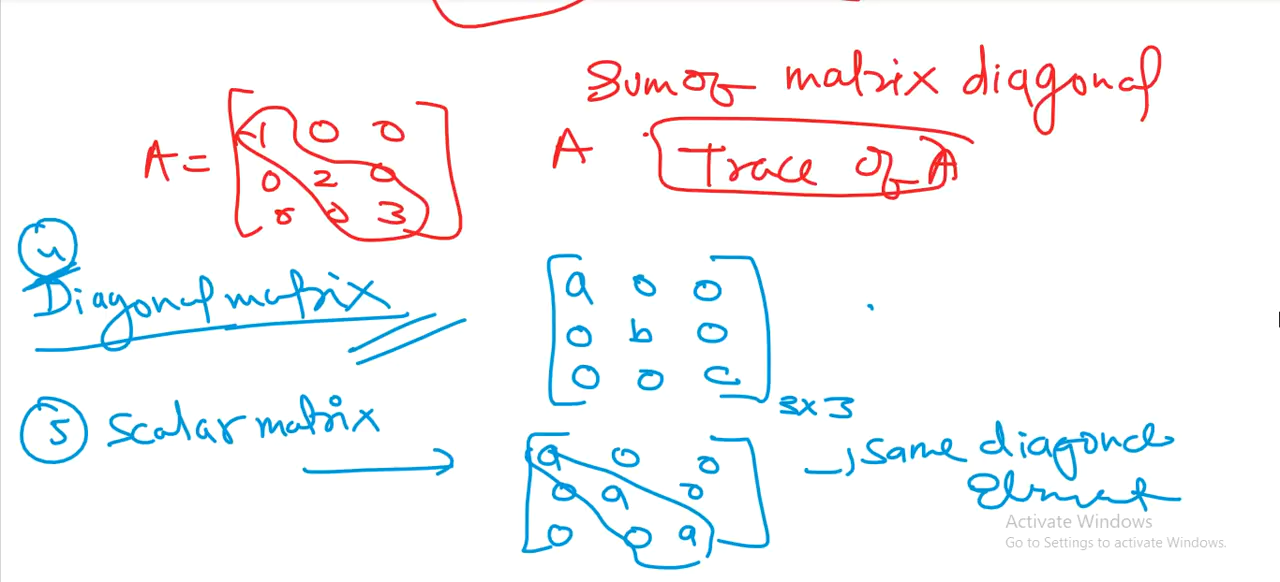 Sum of matrix diagonal
A = [ -1 0 0
0 2 0
0 0 3 ]
A Trace of A
4
Diagonal matrix
[ a 0 0
0 b 0
0 0 c ] 3x3
5 Scalar matrix → [ a 0 0
0 a 0
0 0 a ]
→ same diagonal
Element
Activate Windows
Go to Settings to activate Windows.